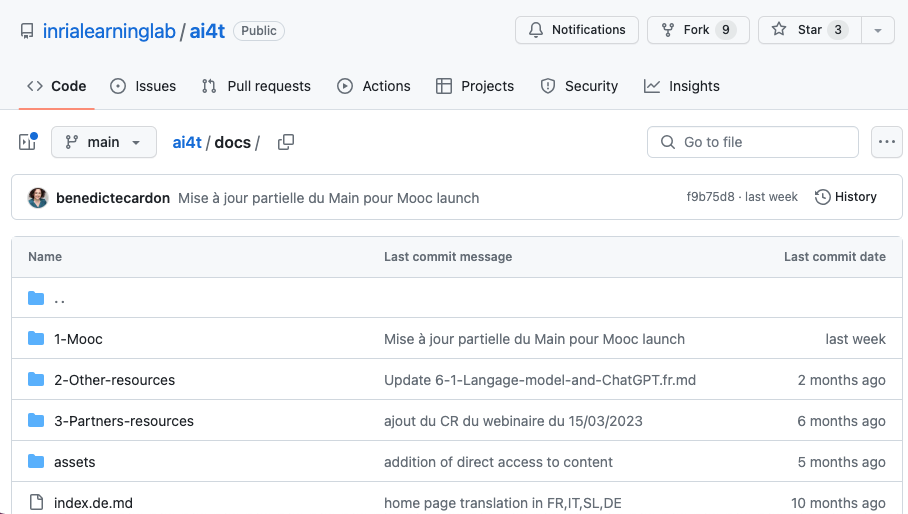 inrialearninglab / ai4t Public Notifications Fork 9 Star 3
Code Issues Pull requests Actions Projects Security Insights
main ai4t / docs / Go to file ...
benedictecardon Mise à jour partielle du Main pour Mooc launch f9b75d8 · last week History
Name Last commit message Last commit date
..
1-Mooc Mise à jour partielle du Main pour Mooc launch last week
2-Other-resources Update 6-1-Langage-model-and-ChatGPT.fr.md 2 months ago
3-Partners-resources ajout du CR du webinaire du 15/03/2023 6 months ago
assets addition of direct access to content 5 months ago
index.de.md home page translation in FR,IT,SL,DE 10 months ago